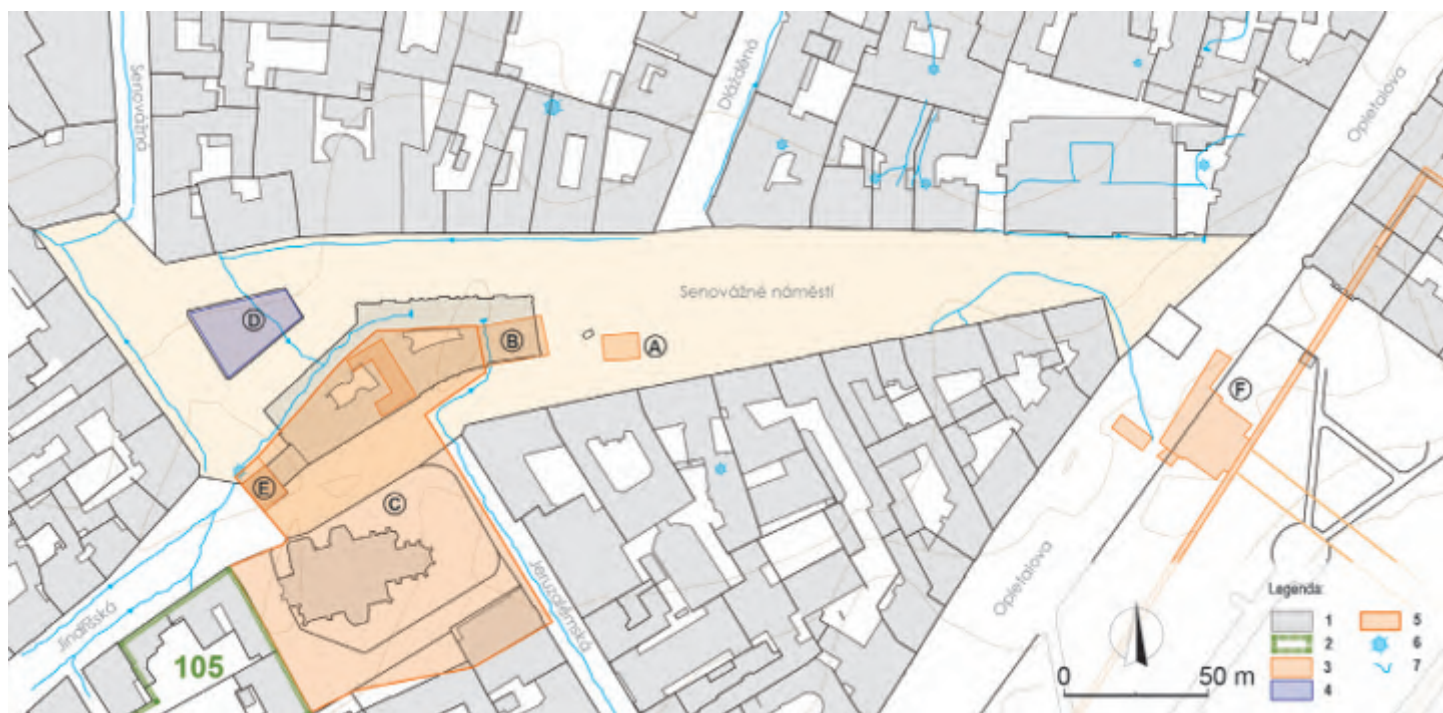 Senovážná
Dlážděná
Opletalova
Senovážné náměstí
D
B
A
F
E
C
Opletalova
Jeruzalémská
Jindřišská
105
Legenda:
1
2
3
4
5
6
7
0
50 m